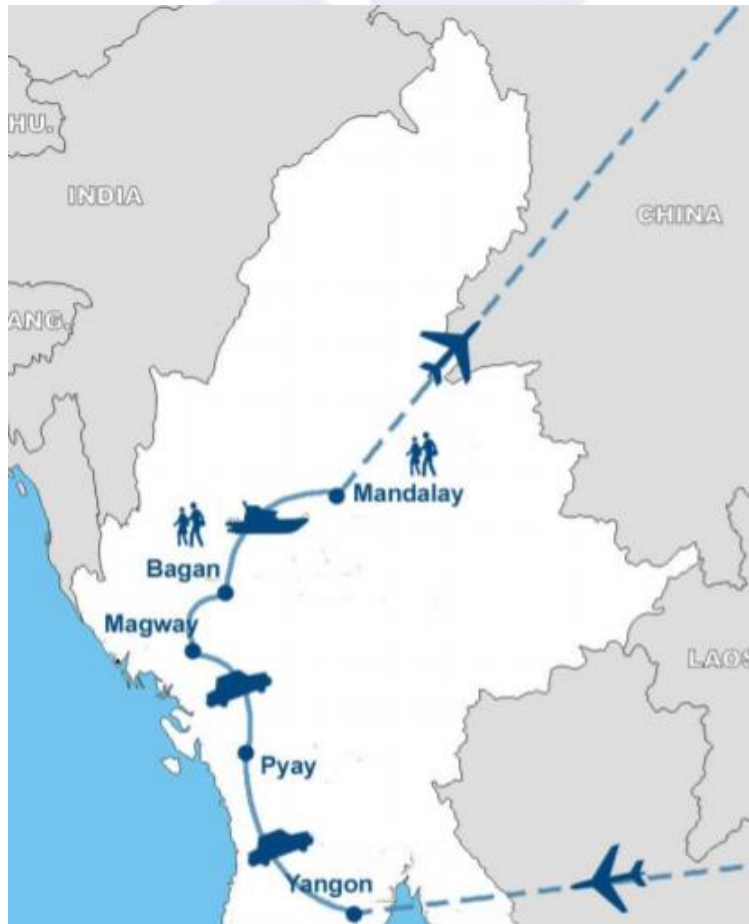 HU.
INDIA
CHINA
ANG.
Mandalay
Bagan
Magway
LAOS
Pyay
Yangon